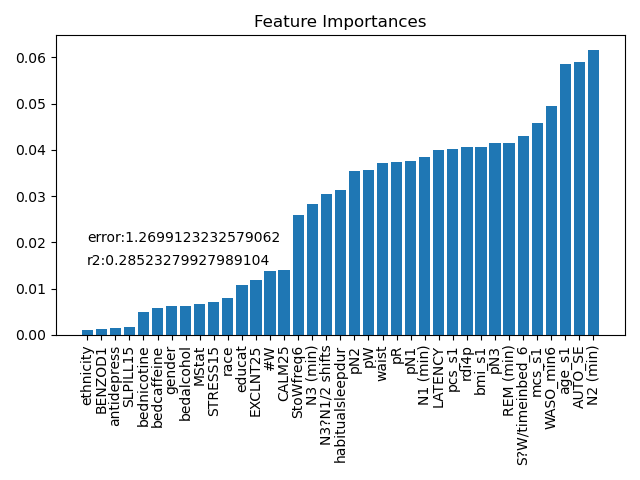 Feature Importances
0.06
0.05
0.04
0.03
0.02
0.01
0.00
error:1.2699123232579062
r2:0.28523279927989104
ethnicity
BENZOD1
antidepress
SLPILL15
bednicotine
bedcaffeine
gender
bedalcohol
MStat
STRESS15
race
educat
EXCLNT25
#W
CALM25
StoWfreq6
N3 (min)
N3?N1/2 shifts
habitualsleepdur
pN2
pW
waist
pR
pN1
N1 (min)
LATENCY
pcs_s1
rdi4p
bmi_s1
pN3
REM (min)
S?W/timeinbed_6
mcs_s1
WASO_min6
age_s1
AUTO_SE
N2 (min)